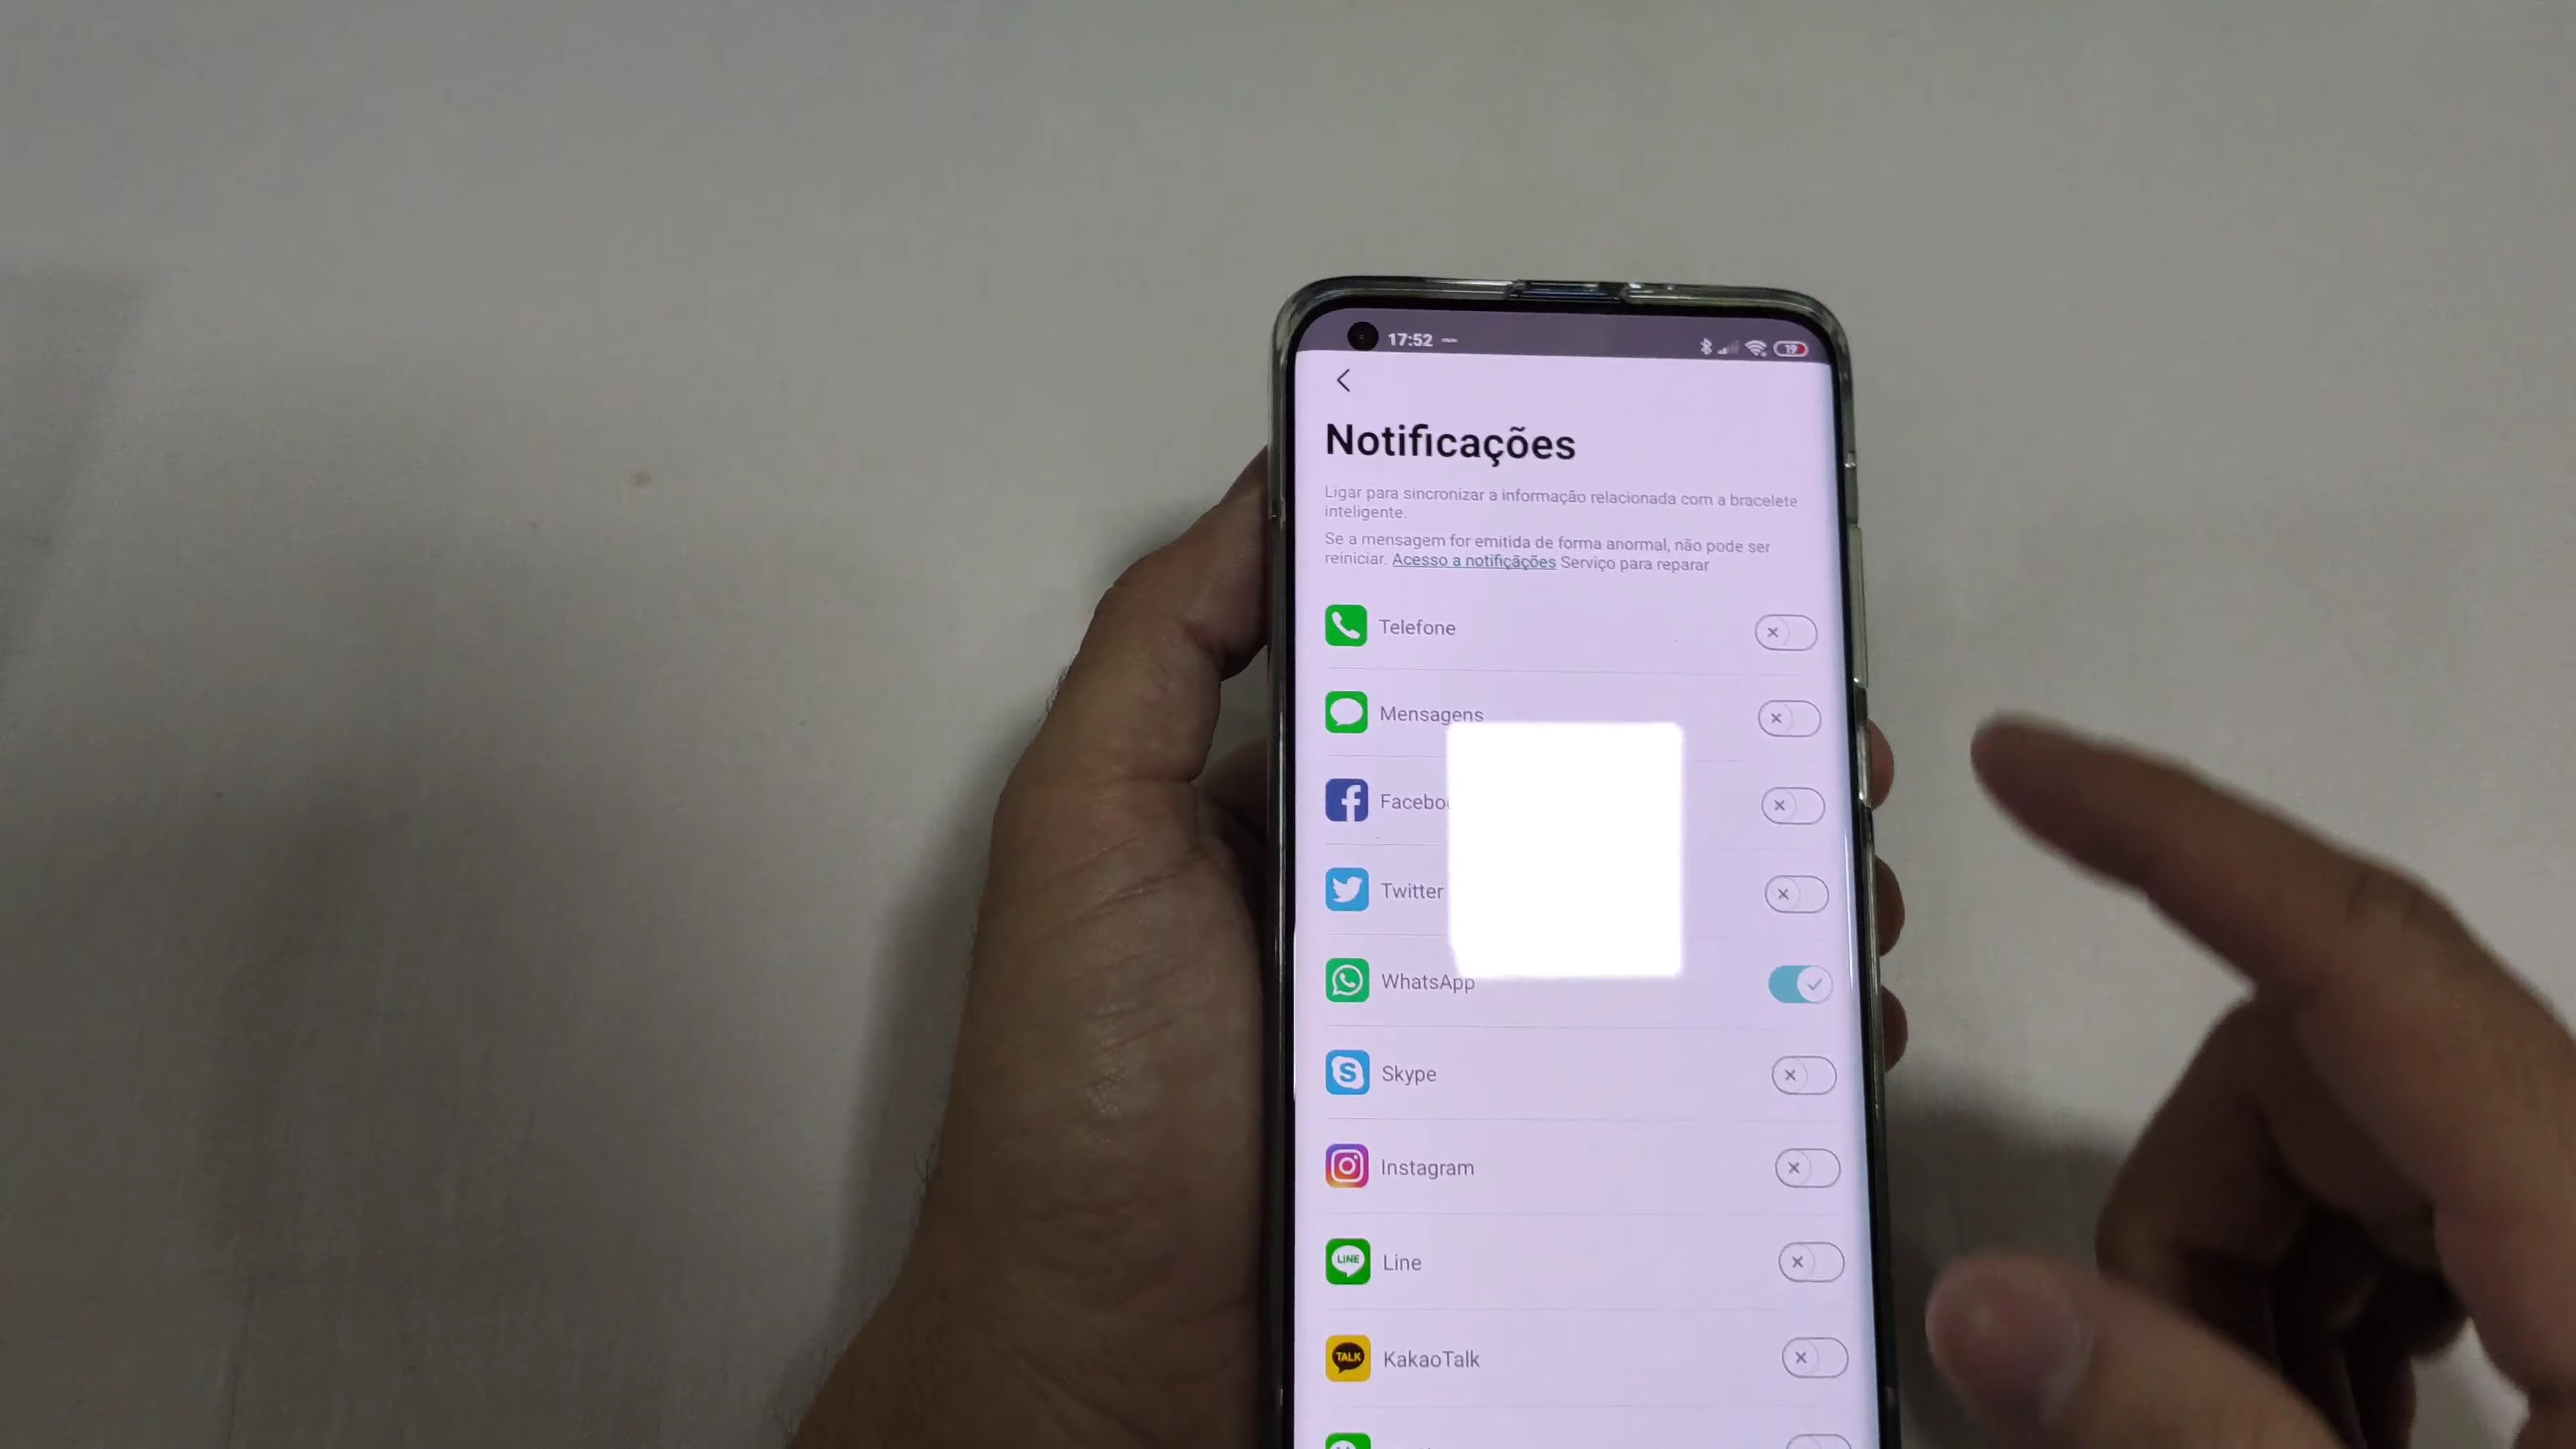 17:52
19
Notificações
Ligar para sincronizar a informação relacionada com a bracelete
inteligente.
Se a mensagem for emitida de forma anormal, não pode ser
reiniciar. Acesso a notificações Serviço para reparar
Telefone
Mensagens
Twitter
WhatsApp
Skype
Instagram
LINE Line
TALK KakaoTalk